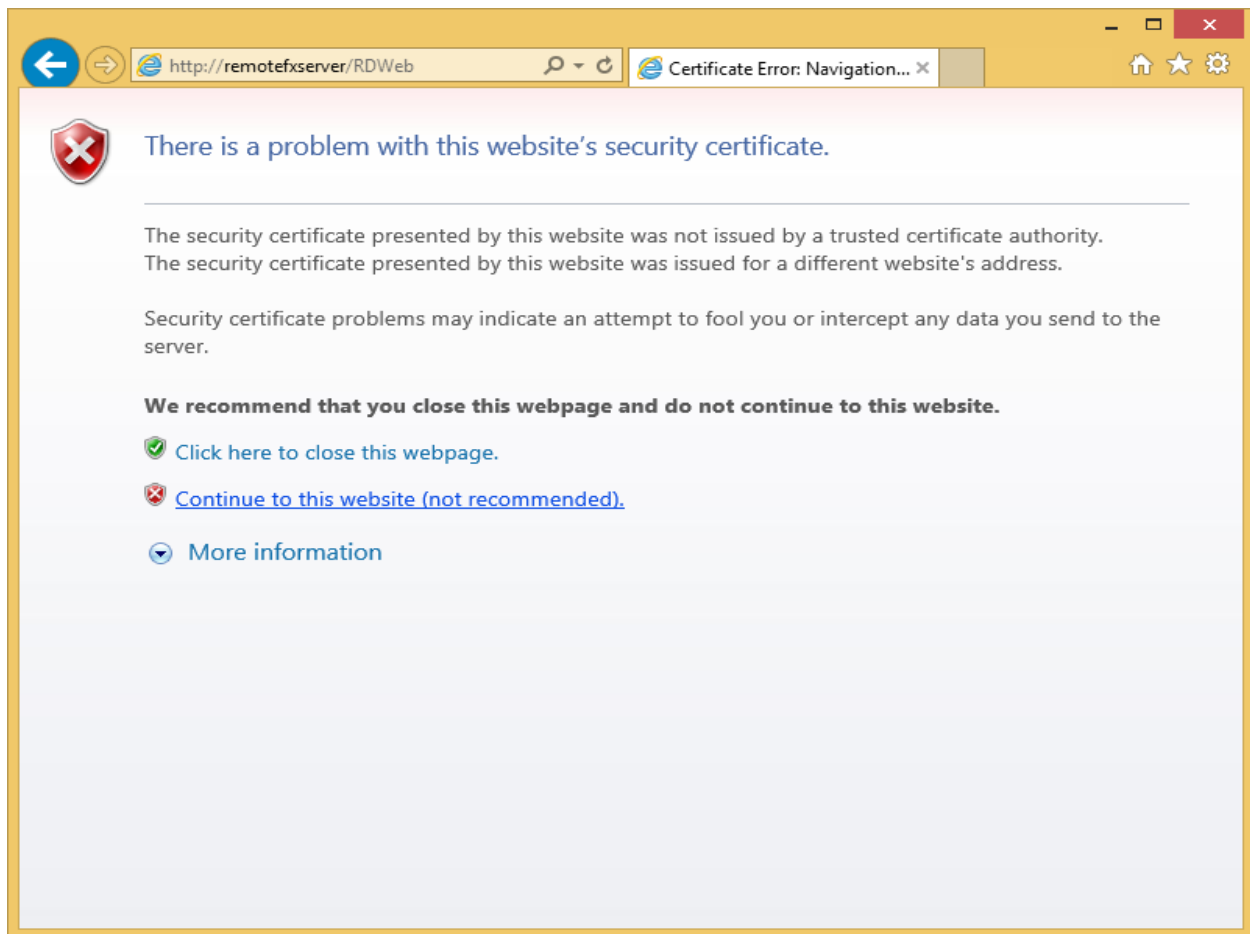 http://remotefxserver/RDWeb
Certificate Error: Navigation...
There is a problem with this website’s security certificate.
The security certificate presented by this website was not issued by a trusted certificate authority.
The security certificate presented by this website was issued for a different website's address.
Security certificate problems may indicate an attempt to fool you or intercept any data you send to the
server.
We recommend that you close this webpage and do not continue to this website.
Click here to close this webpage.
Continue to this website (not recommended).
More information